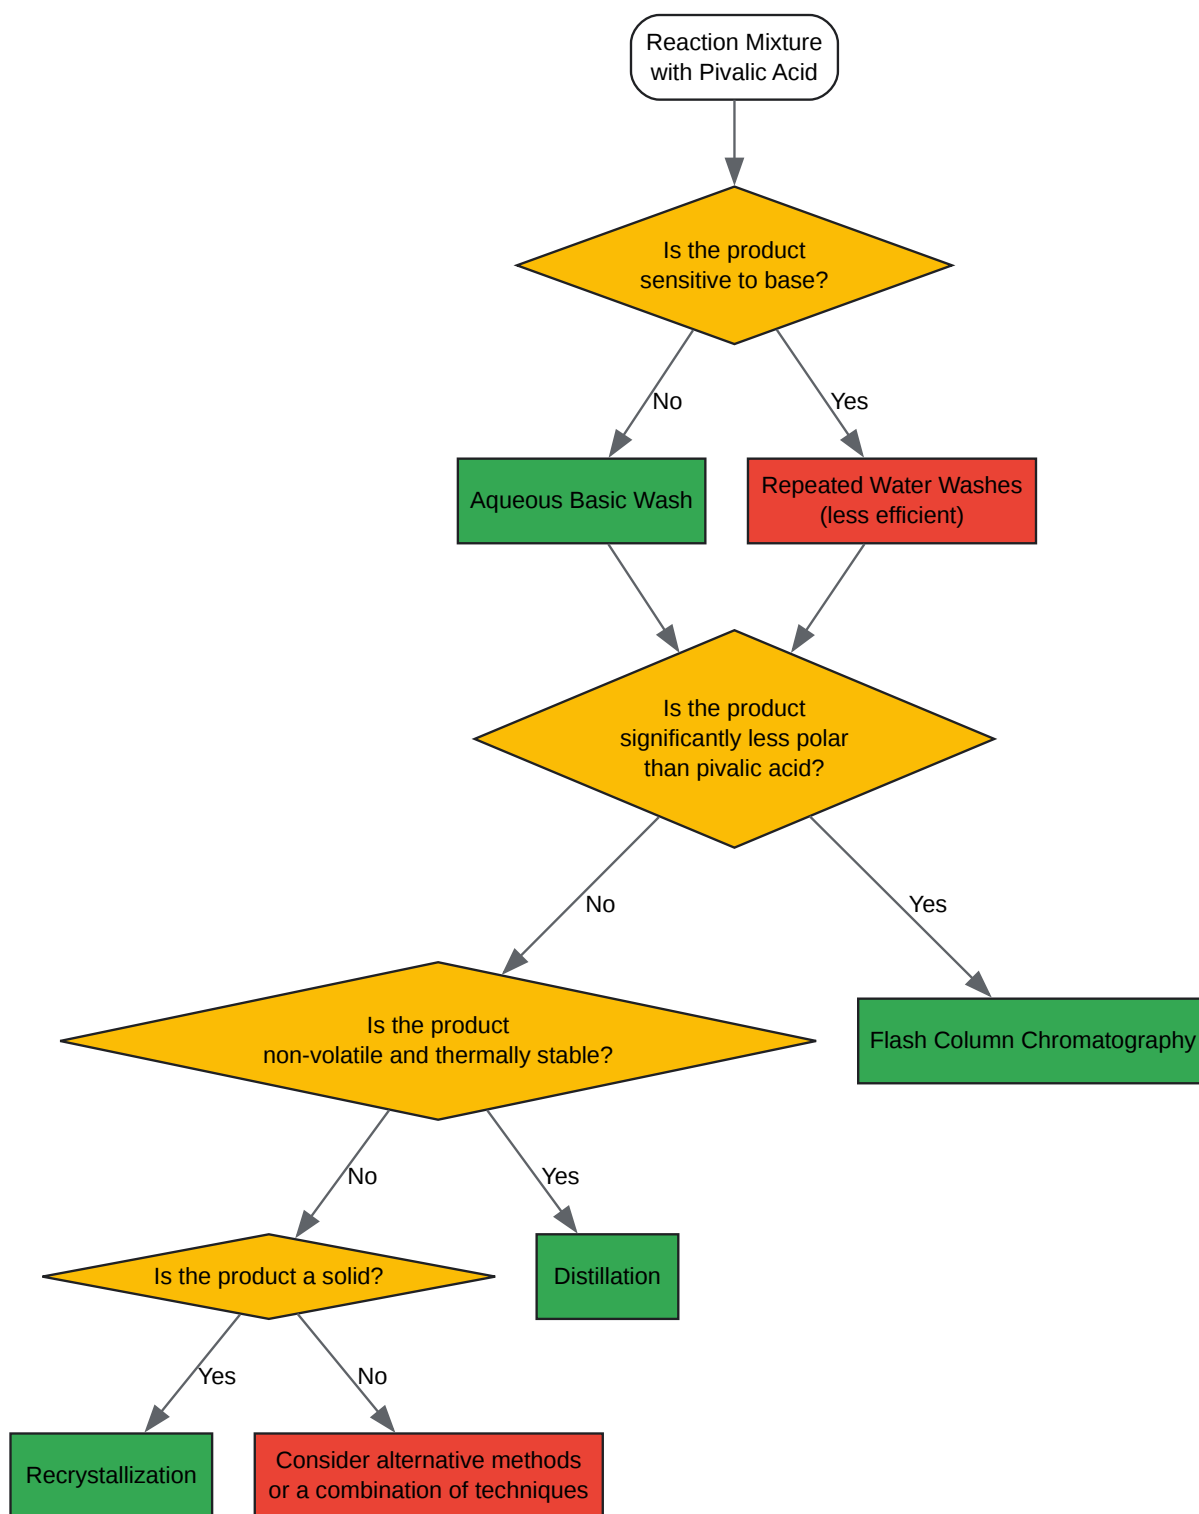 Reaction Mixture
with Pivalic Acid
Is the product
sensitive to base?
No
Yes
Aqueous Basic Wash
Repeated Water Washes
(less efficient)
Is the product
significantly less polar
than pivalic acid?
No
Yes
Is the product
non-volatile and thermally stable?
Flash Column Chromatography
No
Yes
Is the product a solid?
Distillation
Yes
No
Recrystallization
Consider alternative methods
or a combination of techniques